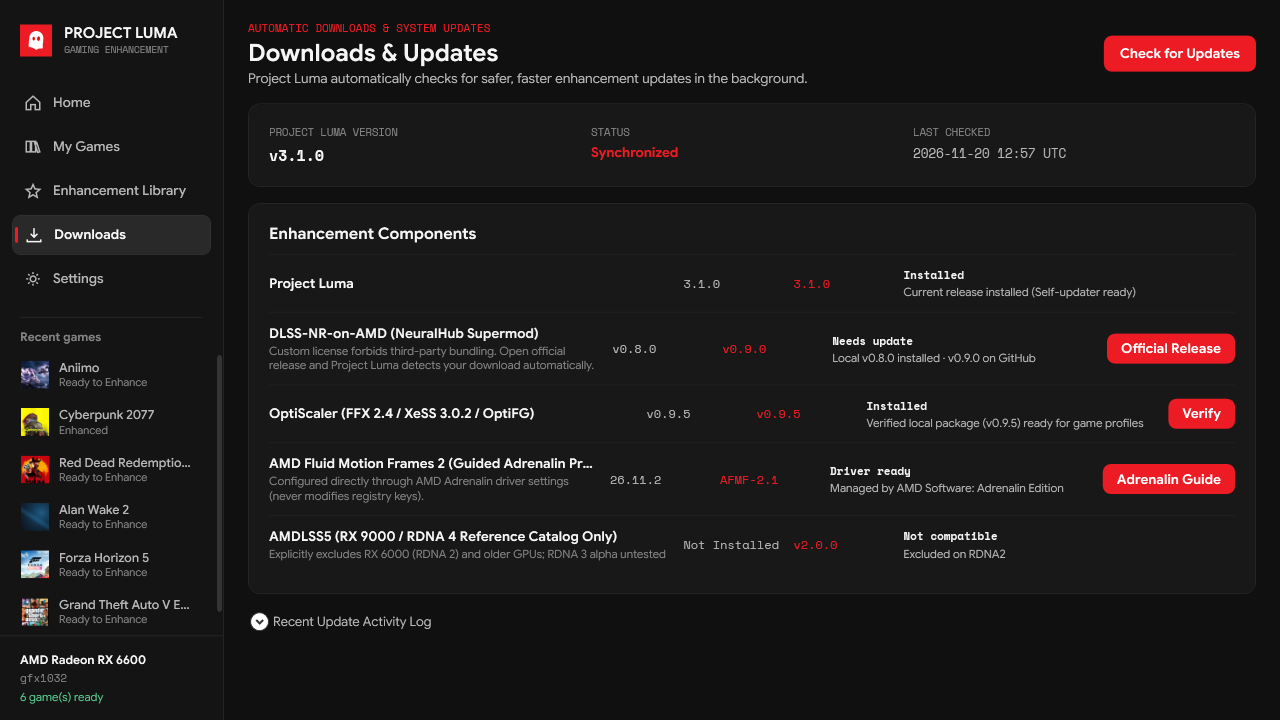 PROJECT LUMA
GAMING ENHANCEMENT
Home
My Games
Enhancement Library
Downloads
Settings
Recent games
Aniimo
Ready to Enhance
Cyberpunk 2077
Enhanced
Red Dead Redemptio...
Ready to Enhance
Alan Wake 2
Ready to Enhance
Forza Horizon 5
Ready to Enhance
Grand Theft Auto V E...
Ready to Enhance
AMD Radeon RX 6600
gfx1032
6 game(s) ready
AUTOMATIC DOWNLOADS & SYSTEM UPDATES
Downloads & Updates
Project Luma automatically checks for safer, faster enhancement updates in the background.
Check for Updates
PROJECT LUMA VERSION
v3.1.0
STATUS
Synchronized
LAST CHECKED
2026-11-20 12:57 UTC
Enhancement Components
Project Luma
3.1.0
3.1.0
Installed
Current release installed (Self-updater ready)
DLSS-NR-on-AMD (NeuralHub Supermod)
Custom license forbids third-party bundling. Open official
release and Project Luma detects your download automatically.
v0.8.0
v0.9.0
Needs update
Local v0.8.0 installed · v0.9.0 on GitHub
Official Release
OptiScaler (FFX 2.4 / XeSS 3.0.2 / OptiFG)
v0.9.5
v0.9.5
Installed
Verified local package (v0.9.5) ready for game profiles
Verify
AMD Fluid Motion Frames 2 (Guided Adrenalin Pr...
Configured directly through AMD Adrenalin driver settings
(never modifies registry keys).
26.11.2
AFMF-2.1
Driver ready
Managed by AMD Software: Adrenalin Edition
Adrenalin Guide
AMDLSS5 (RX 9000 / RDNA 4 Reference Catalog Only)
Explicitly excludes RX 6000 (RDNA 2) and older GPUs; RDNA 3 alpha untested
Not Installed
v2.0.0
Not compatible
Excluded on RDNA2
Recent Update Activity Log